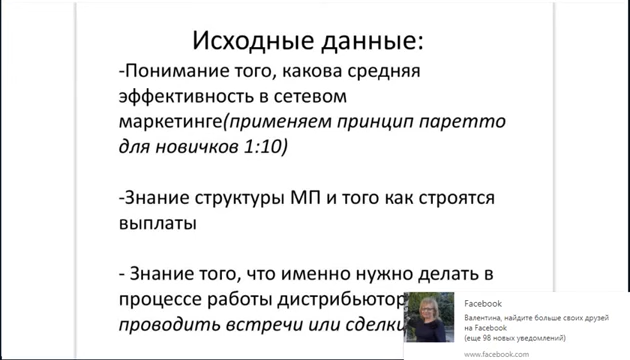 Исходные данные:
-Понимание того, какова средняя
эффективность в сетевом
маркетинге(применяем принцип паретто
для новичков 1:10)
-Знание структуры МП и того как строятся
выплаты
- Знание того, что именно нужно делать в
процессе работы дистрибьютор
проводить встречи или сделки
Facebook
Валентина, найдите больше своих друзей
на Facebook
(еще 98 новых уведомлений)
www.facebook.com